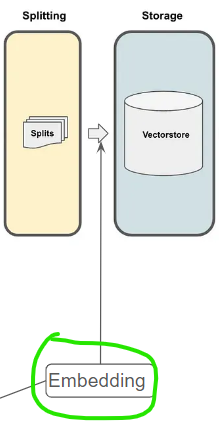 Splitting
Storage
Splits
Vectorstore
Embedding